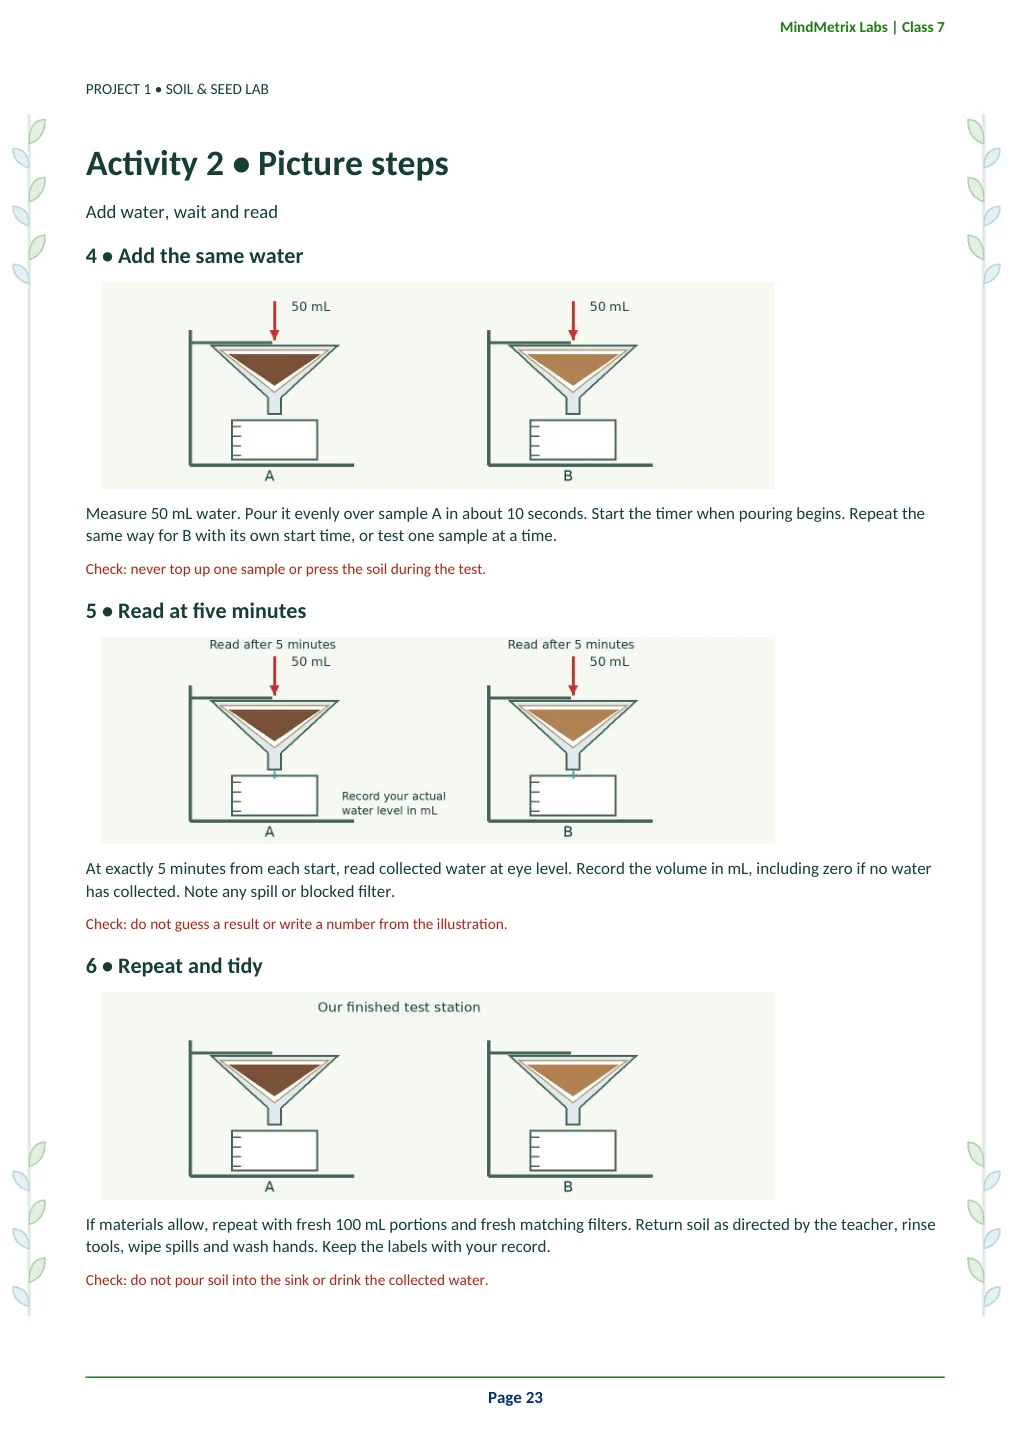 MindMetrix Labs | Class 7
PROJECT 1 ● SOIL & SEED LAB
Activity 2 ● Picture steps
Add water, wait and read
4 ● Add the same water
50 mL
50 mL
A
B
Measure 50 mL water. Pour it evenly over sample A in about 10 seconds. Start the timer when pouring begins. Repeat the
same way for B with its own start time, or test one sample at a time.
Check: never top up one sample or press the soil during the test.
5 ● Read at five minutes
Read after 5 minutes
Read after 5 minutes
50 mL
50 mL
Record your actual
water level in mL
A
B
At exactly 5 minutes from each start, read collected water at eye level. Record the volume in mL, including zero if no water
has collected. Note any spill or blocked filter.
Check: do not guess a result or write a number from the illustration.
6 ● Repeat and tidy
Our finished test station
A
B
If materials allow, repeat with fresh 100 mL portions and fresh matching filters. Return soil as directed by the teacher, rinse
tools, wipe spills and wash hands. Keep the labels with your record.
Check: do not pour soil into the sink or drink the collected water.
Page 23